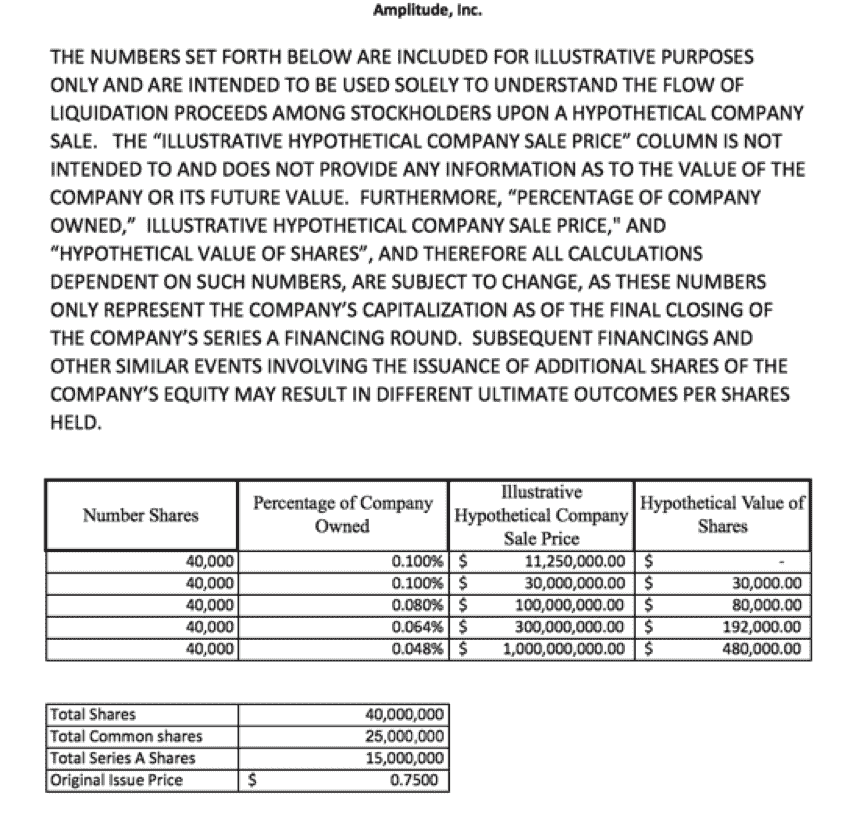 Amplitude, Inc.
THE NUMBERS SET FORTH BELOW ARE INCLUDED FOR ILLUSTRATIVE PURPOSES
ONLY AND ARE INTENDED TO BE USED SOLELY TO UNDERSTAND THE FLOW OF
LIQUIDATION PROCEEDS AMONG STOCKHOLDERS UPON A HYPOTHETICAL COMPANY
SALE. THE “ILLUSTRATIVE HYPOTHETICAL COMPANY SALE PRICE” COLUMN IS NOT
INTENDED TO AND DOES NOT PROVIDE ANY INFORMATION AS TO THE VALUE OF THE
COMPANY OR ITS FUTURE VALUE. FURTHERMORE, “PERCENTAGE OF COMPANY
OWNED,” ILLUSTRATIVE HYPOTHETICAL COMPANY SALE PRICE," AND
“HYPOTHETICAL VALUE OF SHARES”, AND THEREFORE ALL CALCULATIONS
DEPENDENT ON SUCH NUMBERS, ARE SUBJECT TO CHANGE, AS THESE NUMBERS
ONLY REPRESENT THE COMPANY’S CAPITALIZATION AS OF THE FINAL CLOSING OF
THE COMPANY’S SERIES A FINANCING ROUND. SUBSEQUENT FINANCINGS AND
OTHER SIMILAR EVENTS INVOLVING THE ISSUANCE OF ADDITIONAL SHARES OF THE
COMPANY’S EQUITY MAY RESULT IN DIFFERENT ULTIMATE OUTCOMES PER SHARES
HELD.
Number Shares
Percentage of Company
Owned
Illustrative
Hypothetical Company
Sale Price
Hypothetical Value of
Shares
40,000 0.100% $ 11,250,000.00 $ -
40,000 0.100% $ 30,000,000.00 $ 30,000.00
40,000 0.080% $ 100,000,000.00 $ 80,000.00
40,000 0.064% $ 300,000,000.00 $ 192,000.00
40,000 0.048% $ 1,000,000,000.00 $ 480,000.00
Total Shares 40,000,000
Total Common shares 25,000,000
Total Series A Shares 15,000,000
Original Issue Price $ 0.7500